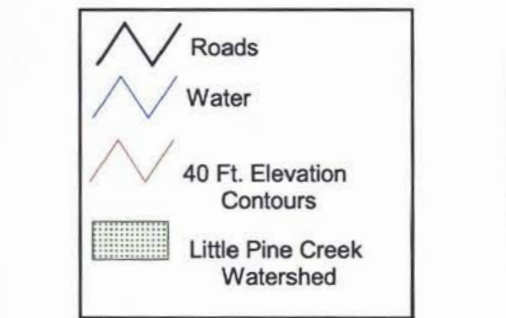 Roads
Water
40 Ft. Elevation
Contours
Little Pine Creek
Watershed